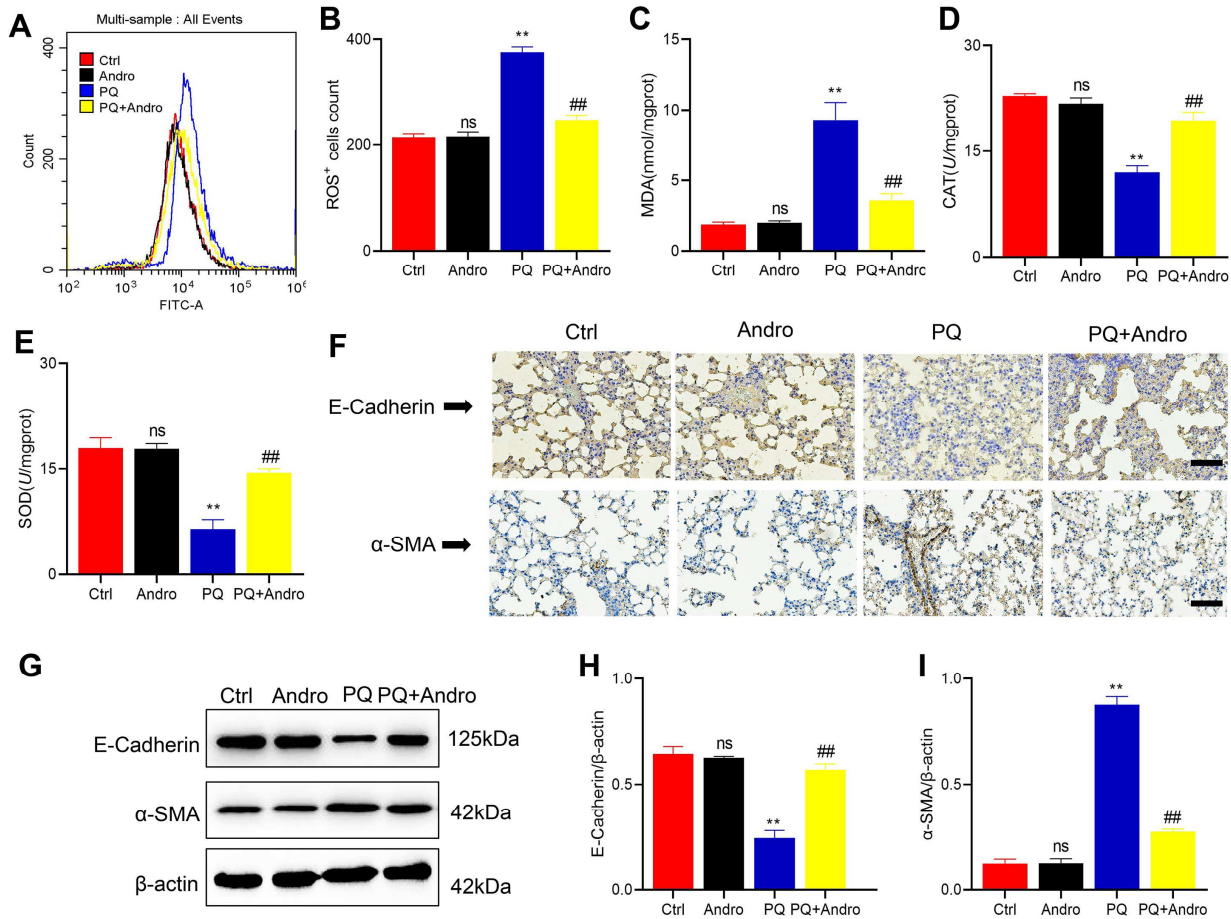 A
Multi-sample : All Events
Ctrl
Andro
PQ
PQ+Andro
400
300
200
100
0
Count
10² 10³ 10⁴ 10⁵ 10⁶
FITC-A
B
ROS⁺ cells count
400
200
0
ns
**
##
Ctrl Andro PQ PQ+Andro
C
MDA(nmol/mgprot)
15
10
5
0
ns
**
##
Ctrl Andro PQ PQ+Andro
D
CAT(U/mgprot)
30
15
0
ns
**
##
Ctrl Andro PQ PQ+Andro
E
SOD(U/mgprot)
30
15
0
ns
**
##
Ctrl Andro PQ PQ+Andro
F
Ctrl Andro PQ PQ+Andro
E-Cadherin
α-SMA
G
Ctrl Andro PQ PQ+Andro
E-Cadherin 125kDa
α-SMA 42kDa
β-actin 42kDa
H
E-Cadherin/β-actin
1.0
0.5
0.0
ns
**
##
Ctrl Andro PQ PQ+Andro
I
α-SMA/β-actin
1.0
0.5
0.0
ns
**
##
Ctrl Andro PQ PQ+Andro